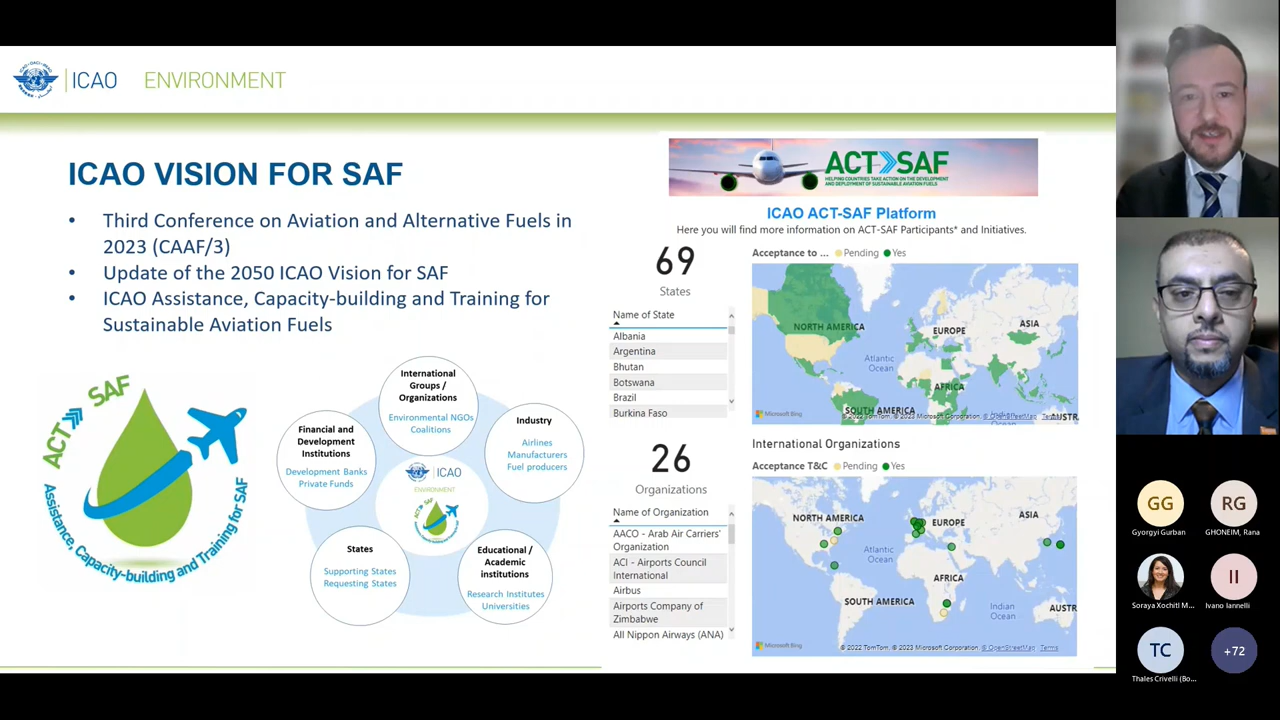 ICAO
ENVIRONMENT
ICAO VISION FOR SAF
• Third Conference on Aviation and Alternative Fuels in
2023 (CAAF/3)
• Update of the 2050 ICAO Vision for SAF
• ICAO Assistance, Capacity-building and Training for
Sustainable Aviation Fuels
ACT SAF
Assistance, Capacity-building and Training for SAF
International
Groups /
Organizations
Environmental NGOs
Coalitions
Industry
Airlines
Manufacturers
Fuel producers
Financial and
Development
Institutions
Development Banks
Private Funds
ICAO
ENVIRONMENT
ACT SAF
States
Supporting States
Requesting States
Educational /
Academic
institutions
Research Institutes
Universities
ACT SAF
HELPING COUNTRIES TAKE ACTION ON THE DEVELOPMENT
AND DEPLOYMENT OF SUSTAINABLE AVIATION FUELS
ICAO ACT-SAF Platform
Here you will find more information on ACT-SAF Participants* and Initiatives.
69
States
Name of State
Albania
Argentina
Bhutan
Botswana
Brazil
Burkina Faso
Acceptance to ... Pending Yes
NORTH AMERICA
EUROPE
ASIA
Atlantic
Ocean
AFRICA
SOUTH AMERICA
AUSTR
Microsoft Bing
© 2022 TomTom, © 2023 Microsoft Corporation, © OpenStreetMap Terms
26
Organizations
Name of Organization
AACO - Arab Air Carriers'
Organization
ACI - Airports Council
International
Airbus
Airports Company of
Zimbabwe
All Nippon Airways (ANA)
International Organizations
Acceptance T&C Pending Yes
NORTH AMERICA
EUROPE
ASIA
Atlantic
Ocean
AFRICA
SOUTH AMERICA
Indian
Ocean
AUSTR
Microsoft Bing
© 2022 TomTom, © 2023 Microsoft Corporation, © OpenStreetMap Terms
GG
Gyorgyi Gurban
RG
GHONEIM, Rana
Soraya Xochitl M...
II
Ivano Iannelli
TC
Thales Crivelli (Bo...
+72